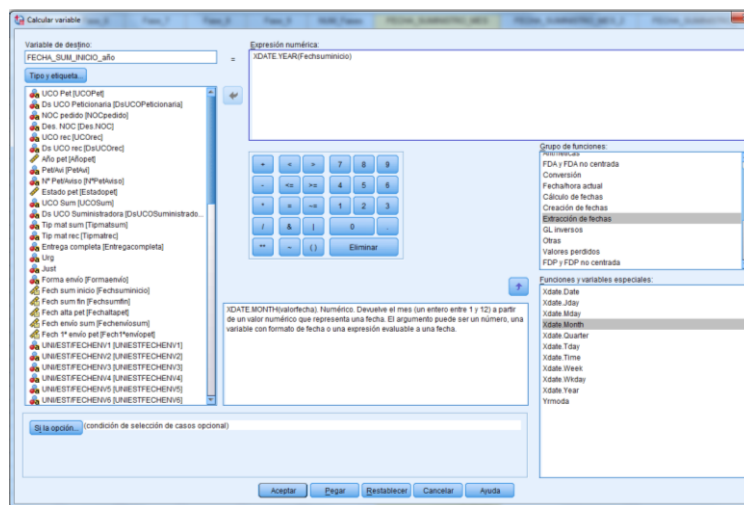 Calcular variable
Variable de destino:
FECHA_SUM_INICIO_año
=
Expresión numérica:
XDATE.YEAR(Fechsuminicio)
Tipo y etiqueta...
UCO Pet [UCOPet]
Ds UCO Peticionaria [DsUCOPeticionaria]
NOC pedido [NOCpedido]
Des. NOC [Des.NOC]
UCO rec [UCOrec]
Ds UCO rec [DsUCOrec]
Año pet [Añopet]
Pet/Avi [PetAvi]
Nº Pet/Aviso [NºPetAviso]
Estado pet [Estadopet]
UCO Sum [UCOSum]
Ds UCO Suministradora [DsUCOSuministrado...
Tip mat sum [Tipmatsum]
Tip mat rec [Tipmatrec]
Entrega completa [Entregacompleta]
Urg
Just
Forma envío [Formaenvío]
Fech sum inicio [Fechsuminicio]
Fech sum fin [Fechsumfin]
Fech alta pet [Fechaltapet]
Fech envío sum [Fechenvíosum]
Fech 1ª envío pet [Fech1ªenvíopet]
UNI/EST/FECHENV1 [UNIESTFECHENV1]
UNI/EST/FECHENV2 [UNIESTFECHENV2]
UNI/EST/FECHENV3 [UNIESTFECHENV3]
UNI/EST/FECHENV4 [UNIESTFECHENV4]
UNI/EST/FECHENV5 [UNIESTFECHENV5]
UNI/EST/FECHENV6 [UNIESTFECHENV6]
+ < > 7 8 9
- <= >= 4 5 6
* = ~= 1 2 3
/ & | 0 .
** ~ ( ) Eliminar
Grupo de funciones:
Aritméticas
FDA y FDA no centrada
Conversión
Fecha/hora actual
Cálculo de fechas
Creación de fechas
Extracción de fechas
GL inversos
Otras
Valores perdidos
FDP y FDP no centrada
Funciones y variables especiales:
Xdate.Date
Xdate.Jday
Xdate.Mday
Xdate.Month
Xdate.Quarter
Xdate.Tday
Xdate.Time
Xdate.Week
Xdate.Wkday
Xdate.Year
Yrmoda
XDATE.MONTH(valorfecha). Numérico. Devuelve el mes (un entero entre 1 y 12) a partir
de un valor numérico que representa una fecha. El argumento puede ser un número, una
variable con formato de fecha o una expresión evaluable a una fecha.
Si la opción...
(condición de selección de casos opcional)
Aceptar Pegar Restablecer Cancelar Ayuda